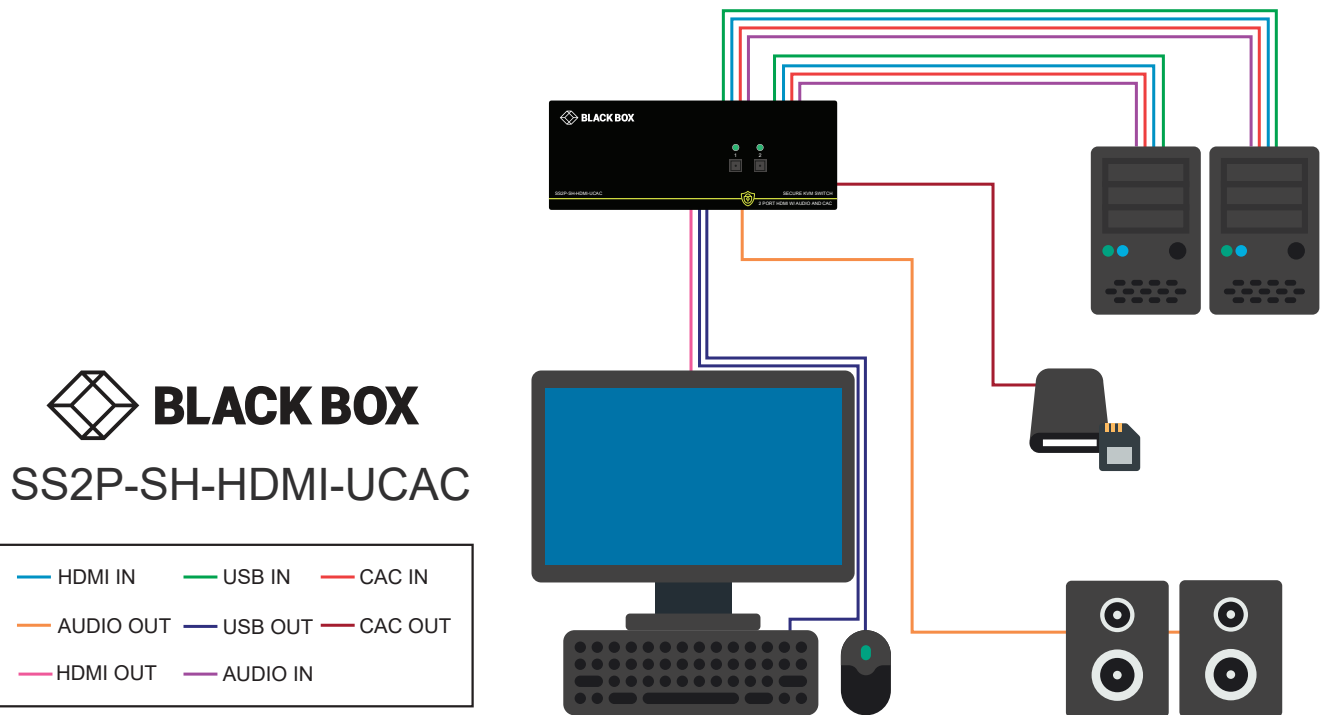 BLACK BOX
1 2
SS2P-SH-HDMI-UCAC
SECURE KVM SWITCH
2 PORT HDMI W/ AUDIO AND CAC
BLACK BOX
SS2P-SH-HDMI-UCAC
HDMI IN USB IN CAC IN
AUDIO OUT USB OUT CAC OUT
HDMI OUT AUDIO IN